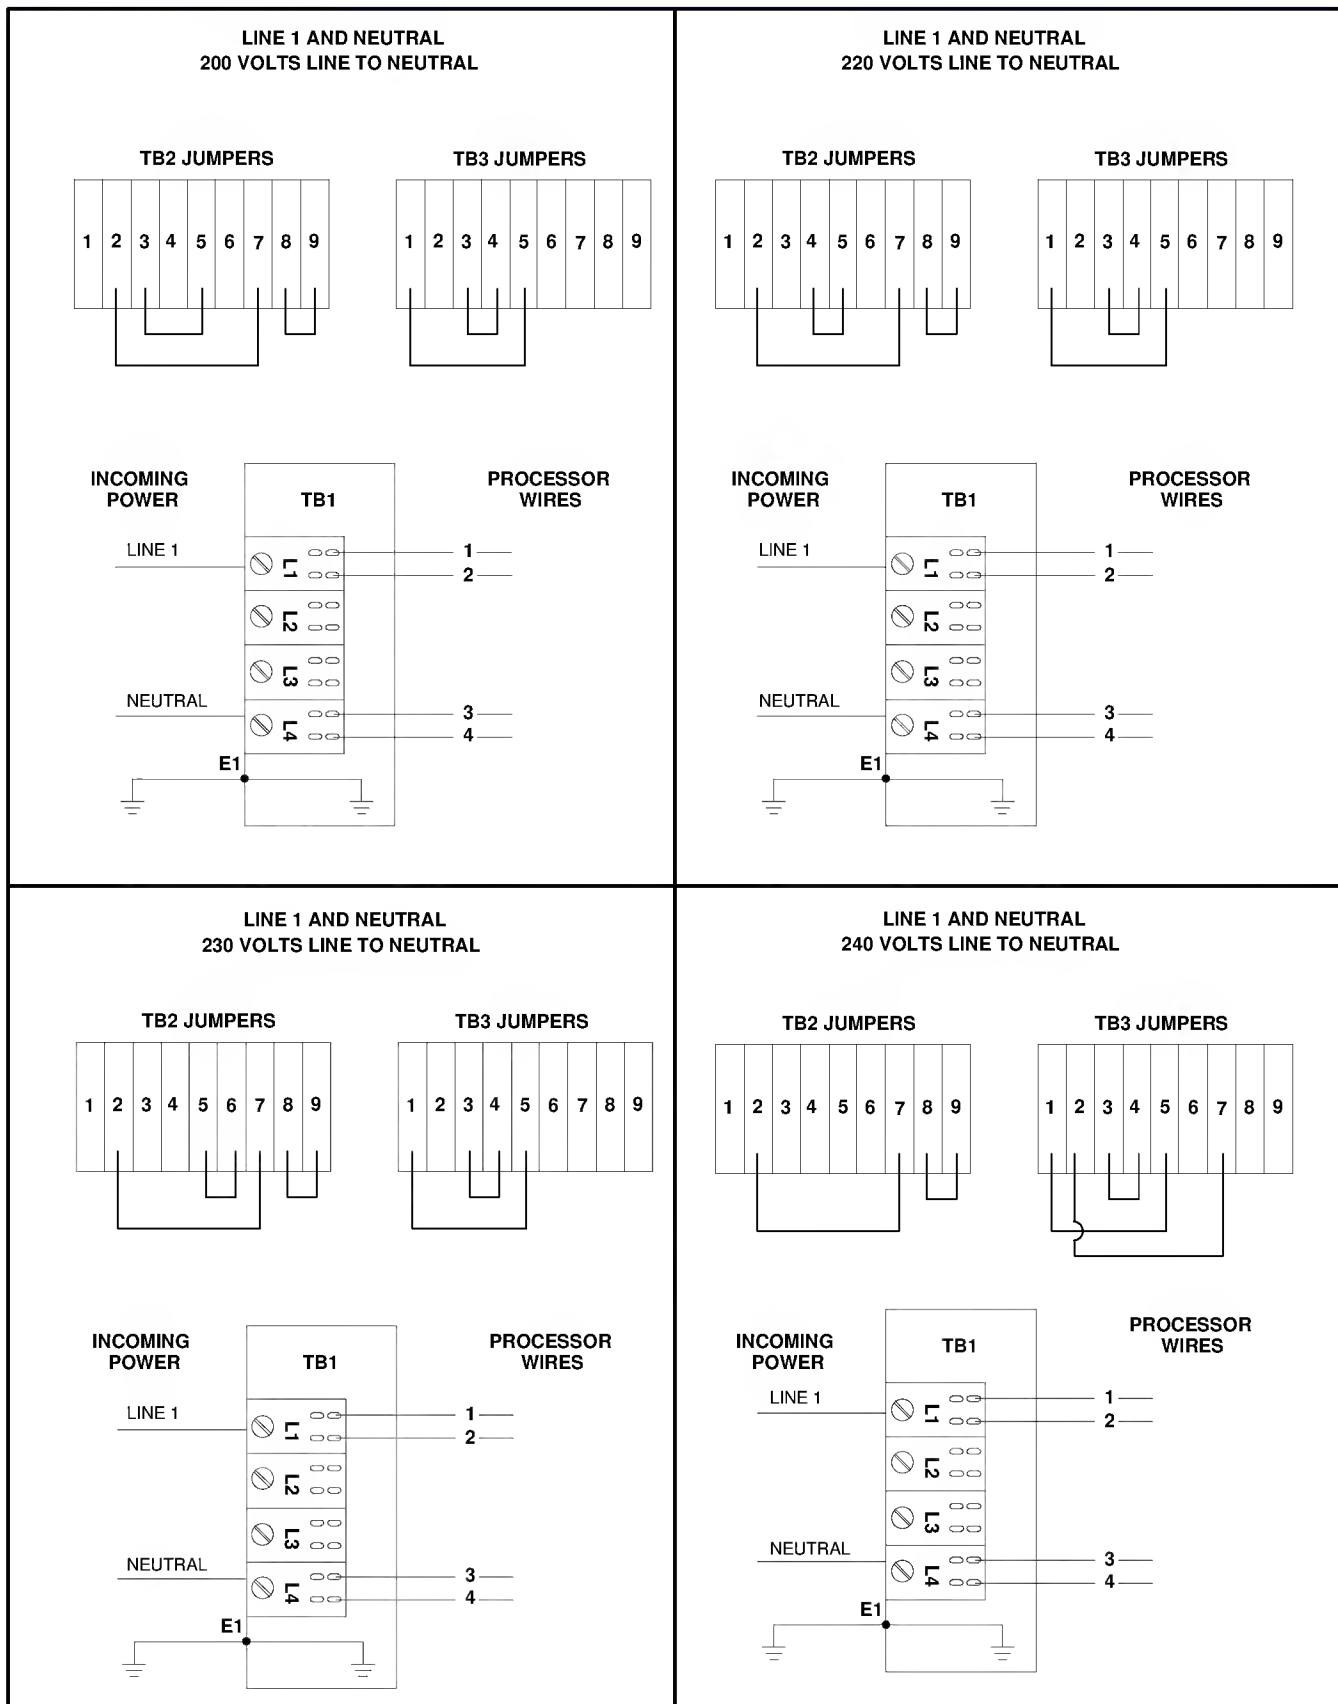 LINE 1 AND NEUTRAL
200 VOLTS LINE TO NEUTRAL
TB2 JUMPERS
TB3 JUMPERS
1 2 3 4 5 6 7 8 9
1 2 3 4 5 6 7 8 9
INCOMING
POWER
TB1
PROCESSOR
WIRES
LINE 1
L1
1
2
L2
L3
NEUTRAL
L4
3
4
E1
LINE 1 AND NEUTRAL
220 VOLTS LINE TO NEUTRAL
TB2 JUMPERS
TB3 JUMPERS
1 2 3 4 5 6 7 8 9
1 2 3 4 5 6 7 8 9
INCOMING
POWER
TB1
PROCESSOR
WIRES
LINE 1
L1
1
2
L2
L3
NEUTRAL
L4
3
4
E1
LINE 1 AND NEUTRAL
230 VOLTS LINE TO NEUTRAL
TB2 JUMPERS
TB3 JUMPERS
1 2 3 4 5 6 7 8 9
1 2 3 4 5 6 7 8 9
INCOMING
POWER
TB1
PROCESSOR
WIRES
LINE 1
L1
1
2
L2
L3
NEUTRAL
L4
3
4
E1
LINE 1 AND NEUTRAL
240 VOLTS LINE TO NEUTRAL
TB2 JUMPERS
TB3 JUMPERS
1 2 3 4 5 6 7 8 9
1 2 3 4 5 6 7 8 9
INCOMING
POWER
TB1
PROCESSOR
WIRES
LINE 1
L1
1
2
L2
L3
NEUTRAL
L4
3
4
E1